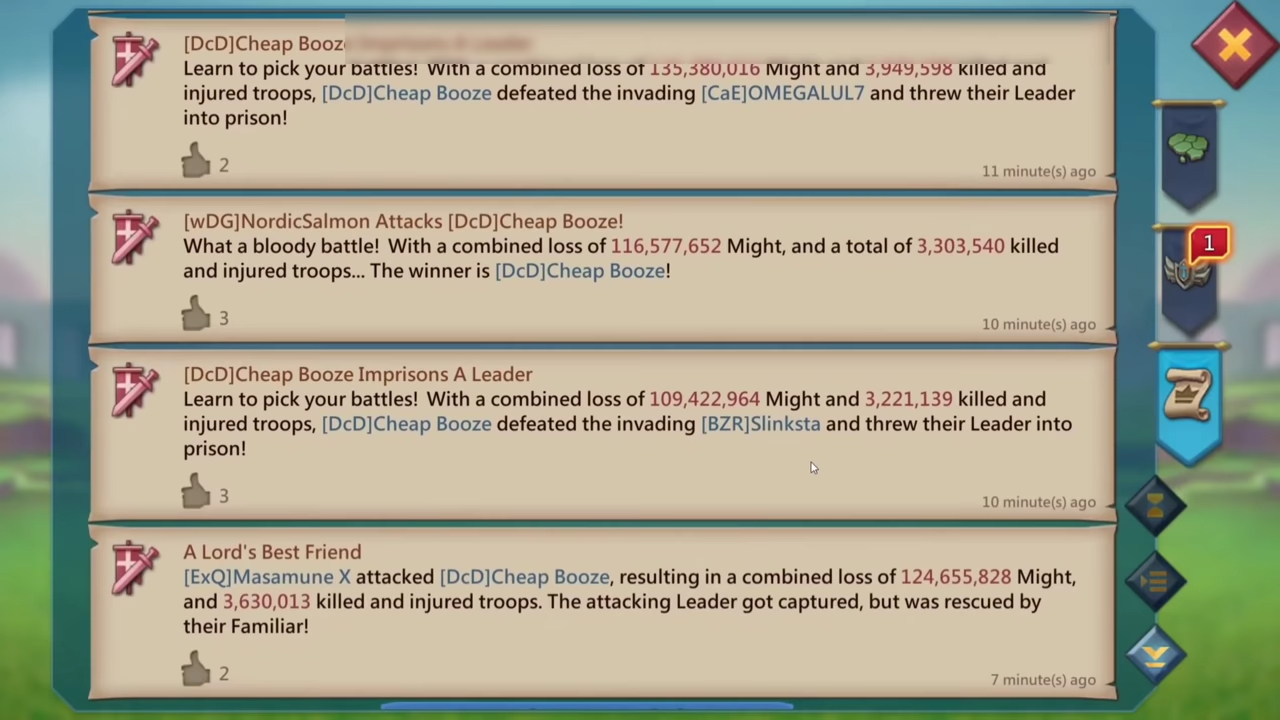 [DcD]Cheap Booze Imprisons A Leader
Learn to pick your battles! With a combined loss of 135,380,016 Might and 3,949,598 killed and
injured troops, [DcD]Cheap Booze defeated the invading [CaE]OMEGALUL7 and threw their Leader
into prison!
2
11 minute(s) ago
[wDG]NordicSalmon Attacks [DcD]Cheap Booze!
What a bloody battle! With a combined loss of 116,577,652 Might, and a total of 3,303,540 killed
and injured troops... The winner is [DcD]Cheap Booze!
3
10 minute(s) ago
[DcD]Cheap Booze Imprisons A Leader
Learn to pick your battles! With a combined loss of 109,422,964 Might and 3,221,139 killed and
injured troops, [DcD]Cheap Booze defeated the invading [BZR]Slinksta and threw their Leader into
prison!
3
10 minute(s) ago
A Lord's Best Friend
[ExQ]Masamune X attacked [DcD]Cheap Booze, resulting in a combined loss of 124,655,828 Might,
and 3,630,013 killed and injured troops. The attacking Leader got captured, but was rescued by
their Familiar!
2
7 minute(s) ago
1